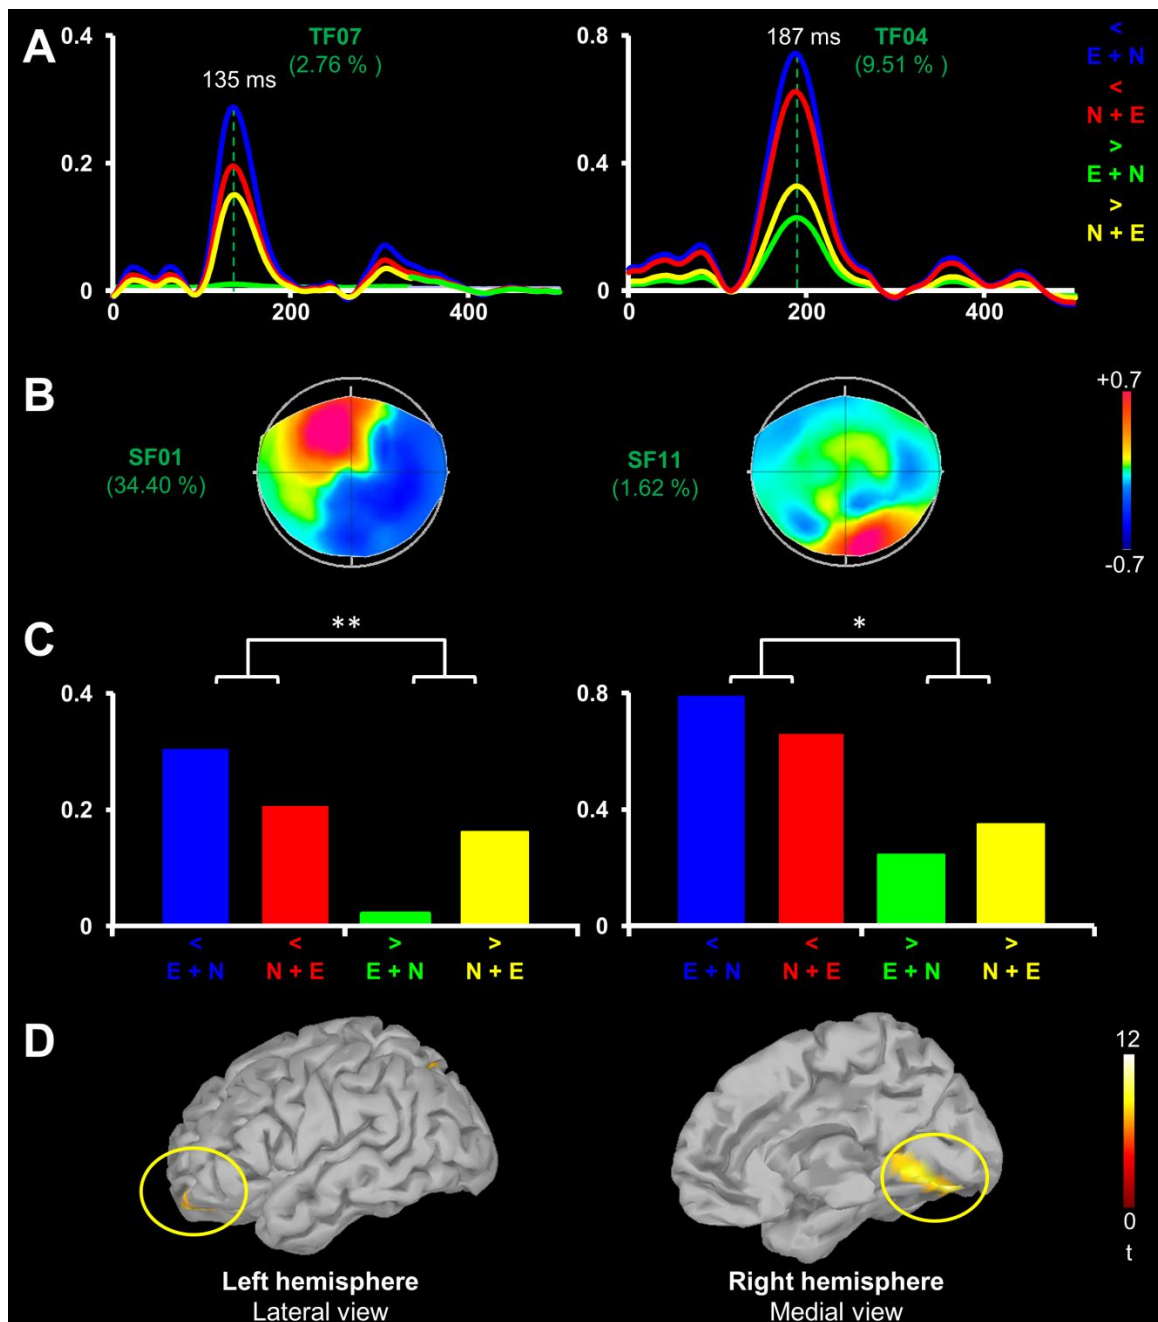 A
0.4
0.2
0
0
200
400
TF07
(2.76 % )
135 ms
0.8
0.4
0
0
200
400
187 ms
TF04
(9.51 % )
<
E + N
<
N + E
>
E + N
>
N + E
B
SF01
(34.40 %)
SF11
(1.62 %)
+0.7
-0.7
C
**
0.4
0.2
0
< < > >
E + N N + E E + N N + E
*
0.8
0.4
0
< < > >
E + N N + E E + N N + E
D
Left hemisphere
Lateral view
Right hemisphere
Medial view
12
0
t